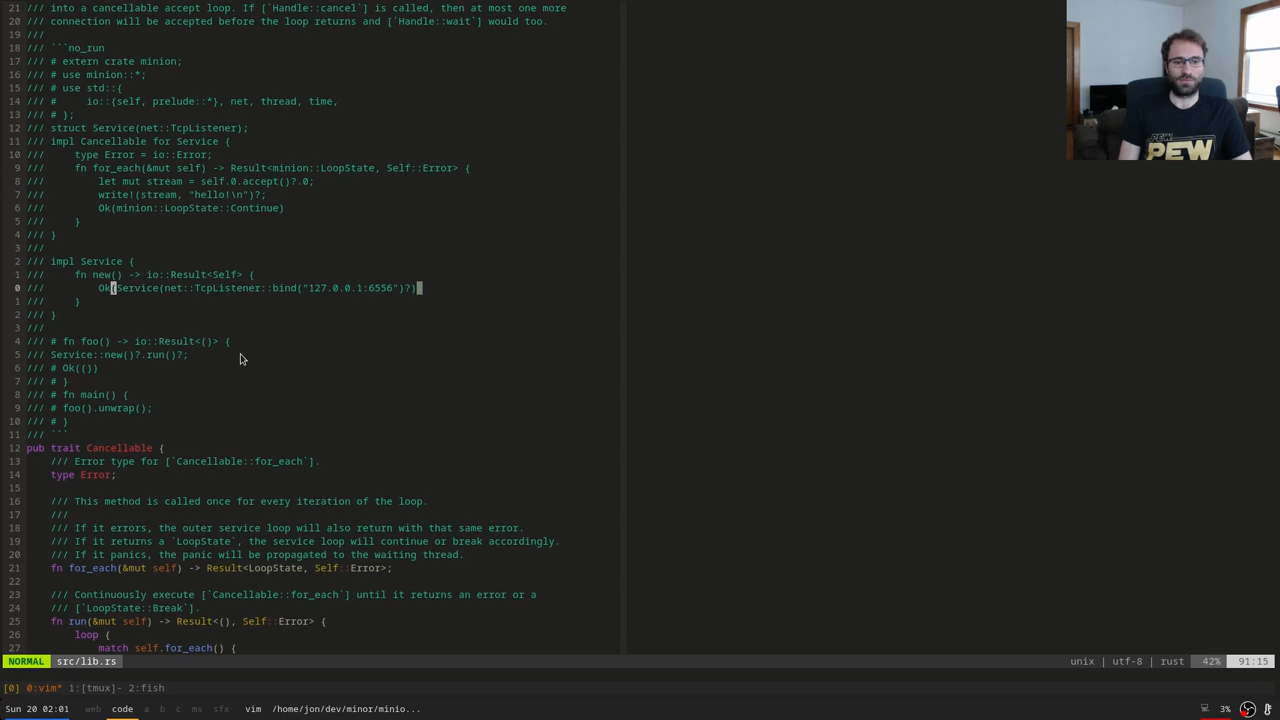 21 /// into a cancellable accept loop. If [`Handle::cancel`] is called, then at most one more
20 /// connection will be accepted before the loop returns and [`Handle::wait`] would too.
19 ///
18 /// ```no_run
17 /// # extern crate minion;
16 /// # use minion::*;
15 /// # use std::{
14 /// #     io::{self, prelude::*}, net, thread, time,
13 /// # };
12 /// struct Service(net::TcpListener);
11 /// impl Cancellable for Service {
10 ///     type Error = io::Error;
9 ///     fn for_each(&mut self) -> Result<minion::LoopState, Self::Error> {
8 ///         let mut stream = self.0.accept()?.0;
7 ///         write!(stream, "hello!\n")?;
6 ///         Ok(minion::LoopState::Continue)
5 ///     }
4 /// }
3 ///
2 /// impl Service {
1 ///     fn new() -> io::Result<Self> {
0 ///         Ok(Service(net::TcpListener::bind("127.0.0.1:6556")?)
1 ///     }
2 /// }
3 ///
4 /// # fn foo() -> io::Result<()> {
5 /// Service::new()?.run()?;
6 /// # Ok(())
7 /// # }
8 /// # fn main() {
9 /// # foo().unwrap();
10 /// # }
11 /// ```
12 pub trait Cancellable {
13     /// Error type for [`Cancellable::for_each`].
14     type Error;
15
16     /// This method is called once for every iteration of the loop.
17     ///
18     /// If it errors, the outer service loop will also return with that same error.
19     /// If it returns a `LoopState`, the service loop will continue or break accordingly.
20     /// If it panics, the panic will be propagated to the waiting thread.
21     fn for_each(&mut self) -> Result<LoopState, Self::Error>;
22
23     /// Continuously execute [`Cancellable::for_each`] until it returns an error or a
24     /// [`LoopState::Break`].
25     fn run(&mut self) -> Result<(), Self::Error> {
26         loop {
27             match self.for_each() {
NORMAL src/lib.rs unix | utf-8 | rust 42% 91:15
[0] 0:vim* 1:[tmux]- 2:fish
Sun 20 02:01 web code a b c mx sfx vim /home/jon/dev/minor/minio... 3%
PEW
PEW